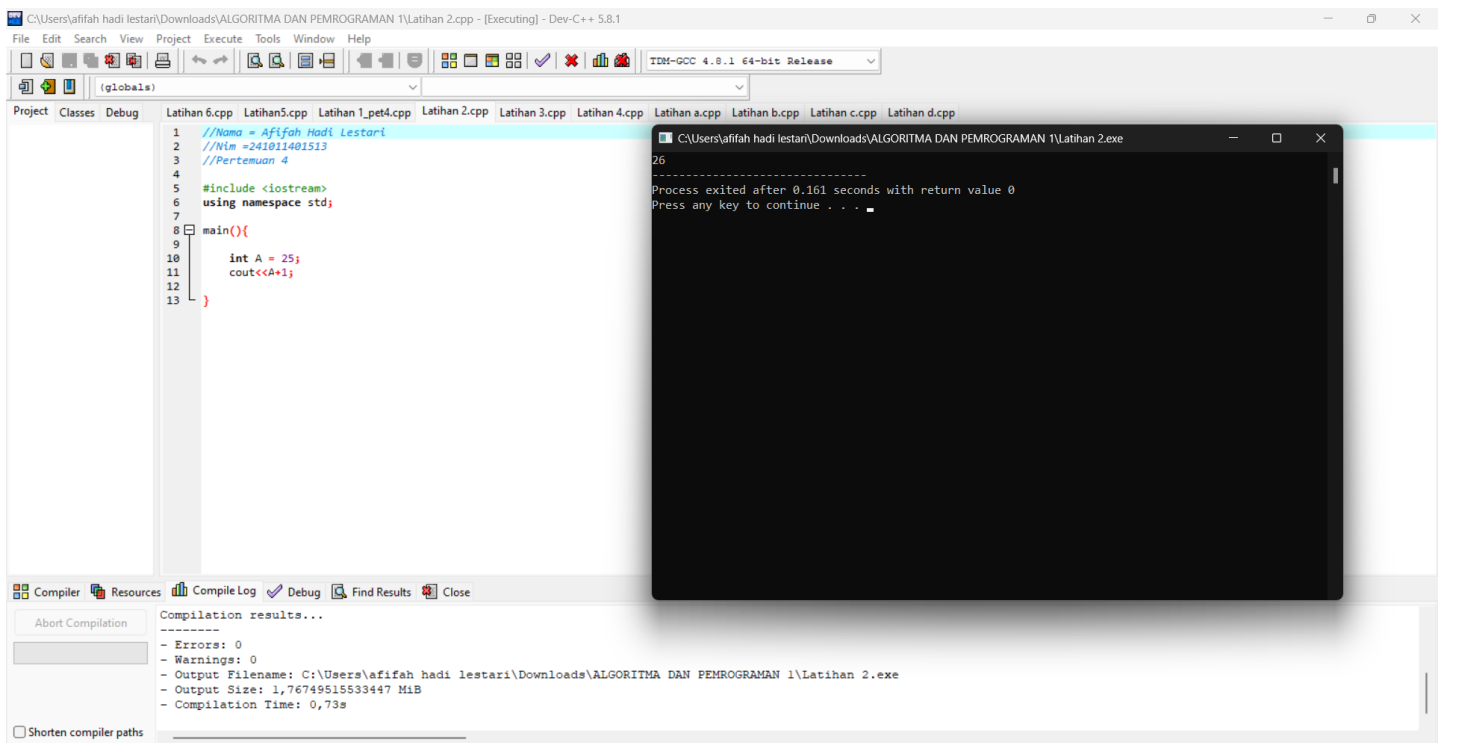 C:\Users\afifah hadi lestari\Downloads\ALGORITMA DAN PEMROGRAMAN 1\Latihan 2.cpp - [Executing] - Dev-C++ 5.8.1
File Edit Search View Project Execute Tools Window Help
TDM-GCC 4.8.1 64-bit Release
(globals)
Project Classes Debug
Latihan 6.cpp Latihan5.cpp Latihan 1_pet4.cpp Latihan 2.cpp Latihan 3.cpp Latihan 4.cpp Latihan a.cpp Latihan b.cpp Latihan c.cpp Latihan d.cpp
1 //Nama = Afifah Hadi Lestari
2 //Nim =241011401513
3 //Pertemuan 4
4
5 #include <iostream>
6 using namespace std;
7
8 main(){
9
10 int A = 25;
11 cout<<A+1;
12
13 }
C:\Users\afifah hadi lestari\Downloads\ALGORITMA DAN PEMROGRAMAN 1\Latihan 2.exe
26
--------------------------------
Process exited after 0.161 seconds with return value 0
Press any key to continue . . .
Compiler Resources Compile Log Debug Find Results Close
Abort Compilation
Shorten compiler paths
Compilation results...
--------
- Errors: 0
- Warnings: 0
- Output Filename: C:\Users\afifah hadi lestari\Downloads\ALGORITMA DAN PEMROGRAMAN 1\Latihan 2.exe
- Output Size: 1,76749515533447 MiB
- Compilation Time: 0,73s